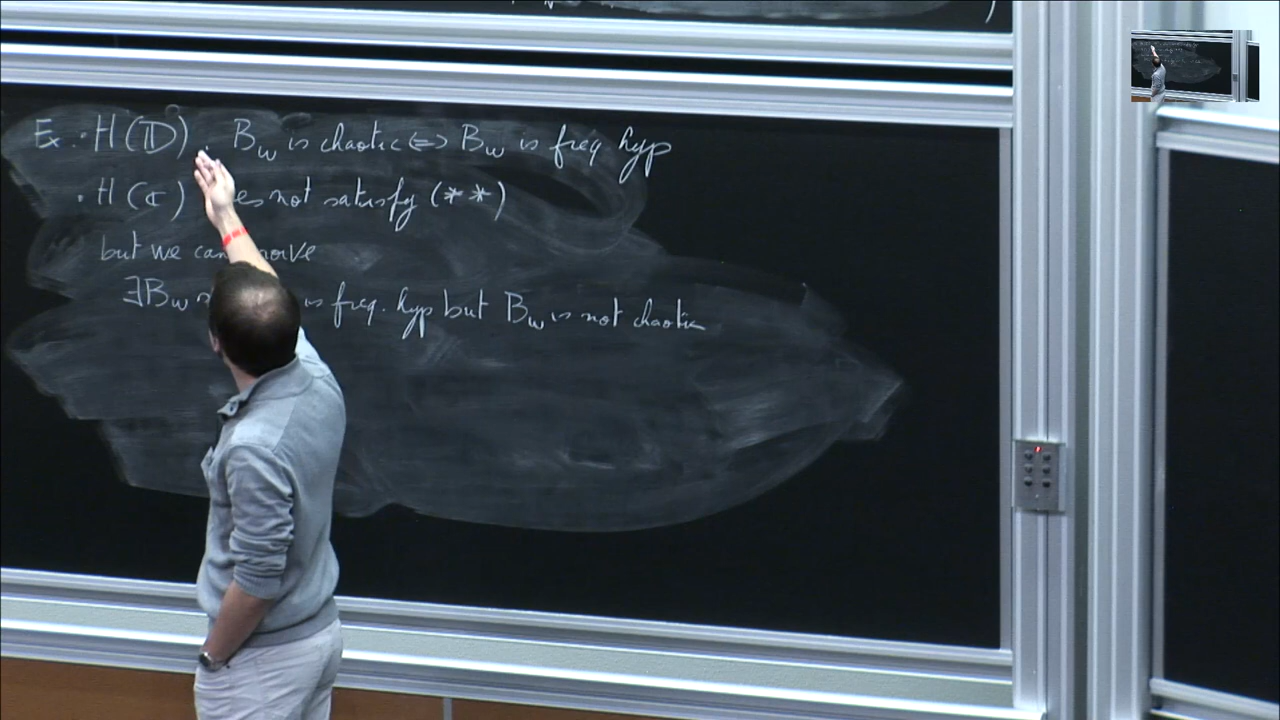 Ex. · H(𝔻). B_w is chaotic ⇔ B_w is freq hyp
· H(ℂ) not satisfy (**)
but we can
∃B_w is freq. hyp but B_w is not chaotic